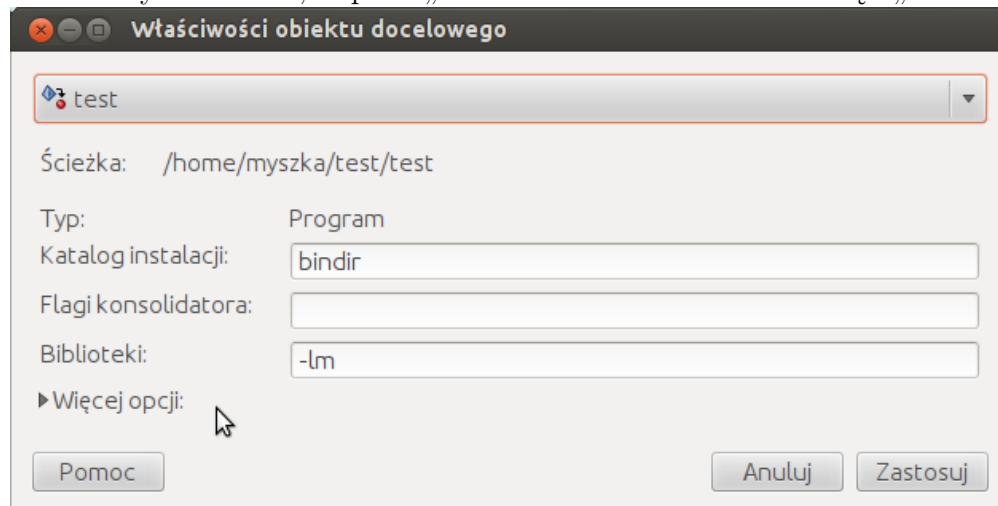 Właściwości obiektu docelowego
test
Ścieżka: /home/myszka/test/test
Typ: Program
Katalog instalacji: bindir
Flagi konsolidatora:
Biblioteki: -lm
Więcej opcji:
Pomoc Anuluj Zastosuj